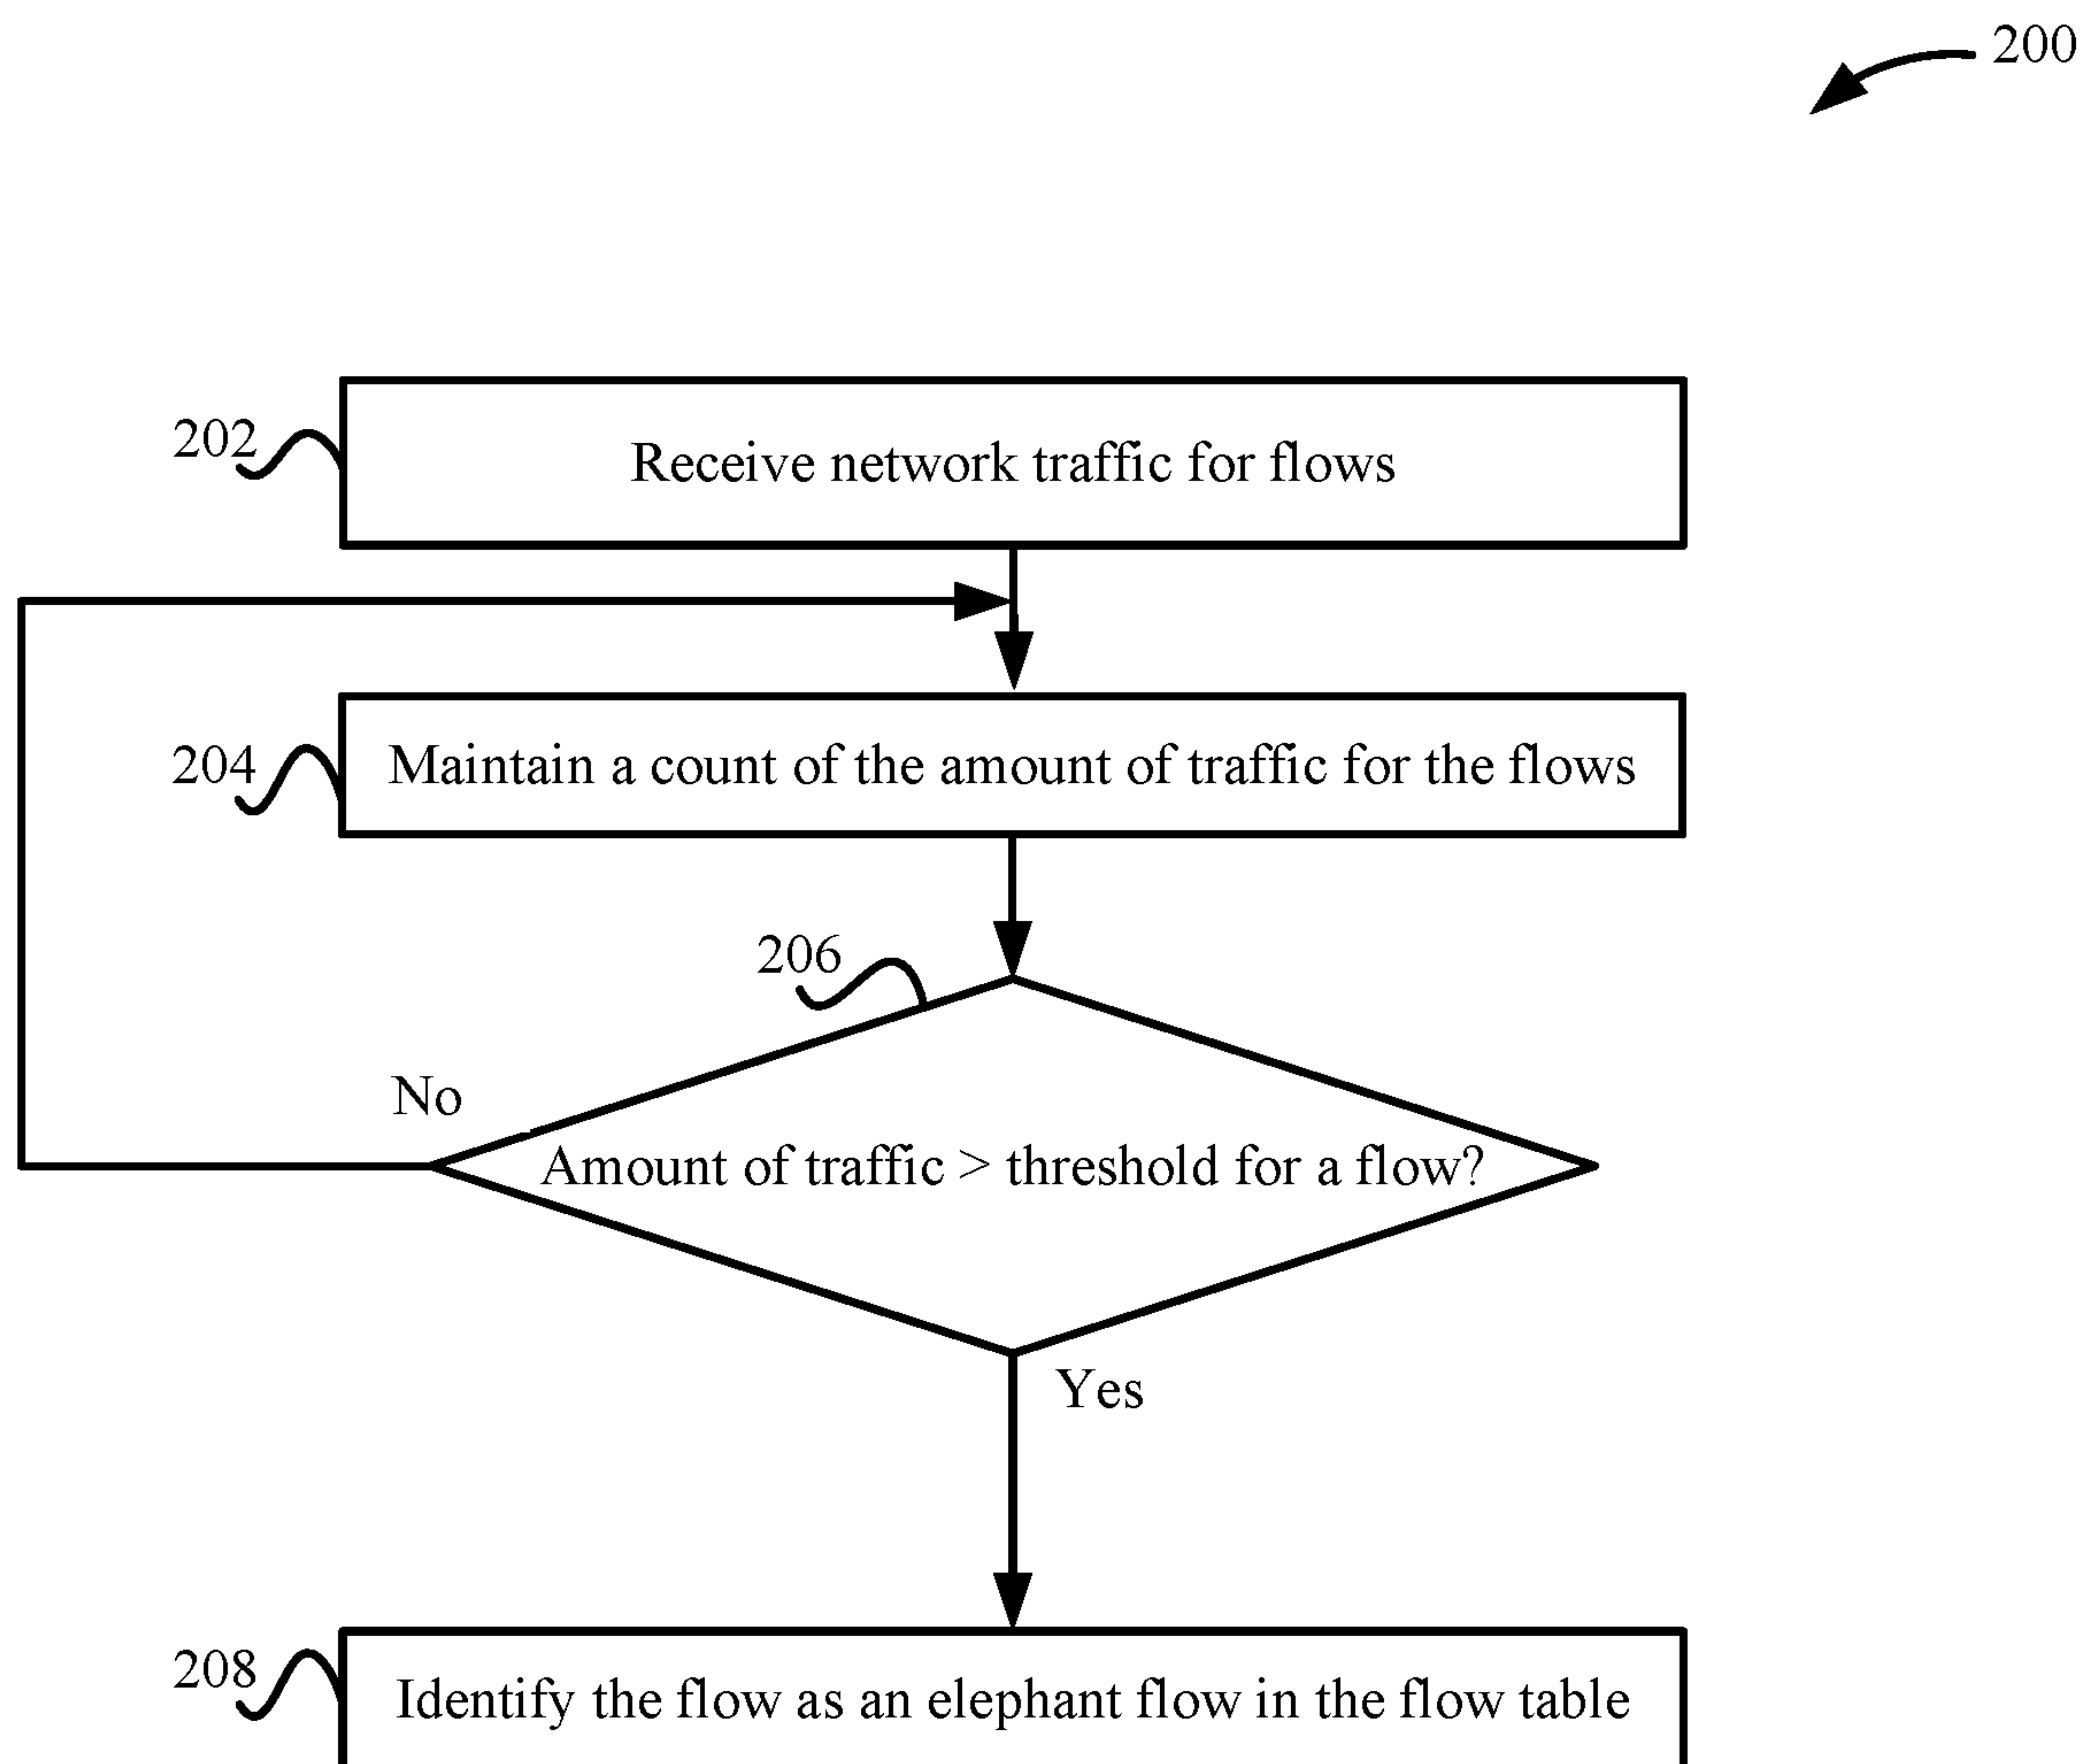 200
202
Receive network traffic for flows
204
Maintain a count of the amount of traffic for the flows
206
No
Amount of traffic > threshold for a flow?
Yes
208
Identify the flow as an elephant flow in the flow table